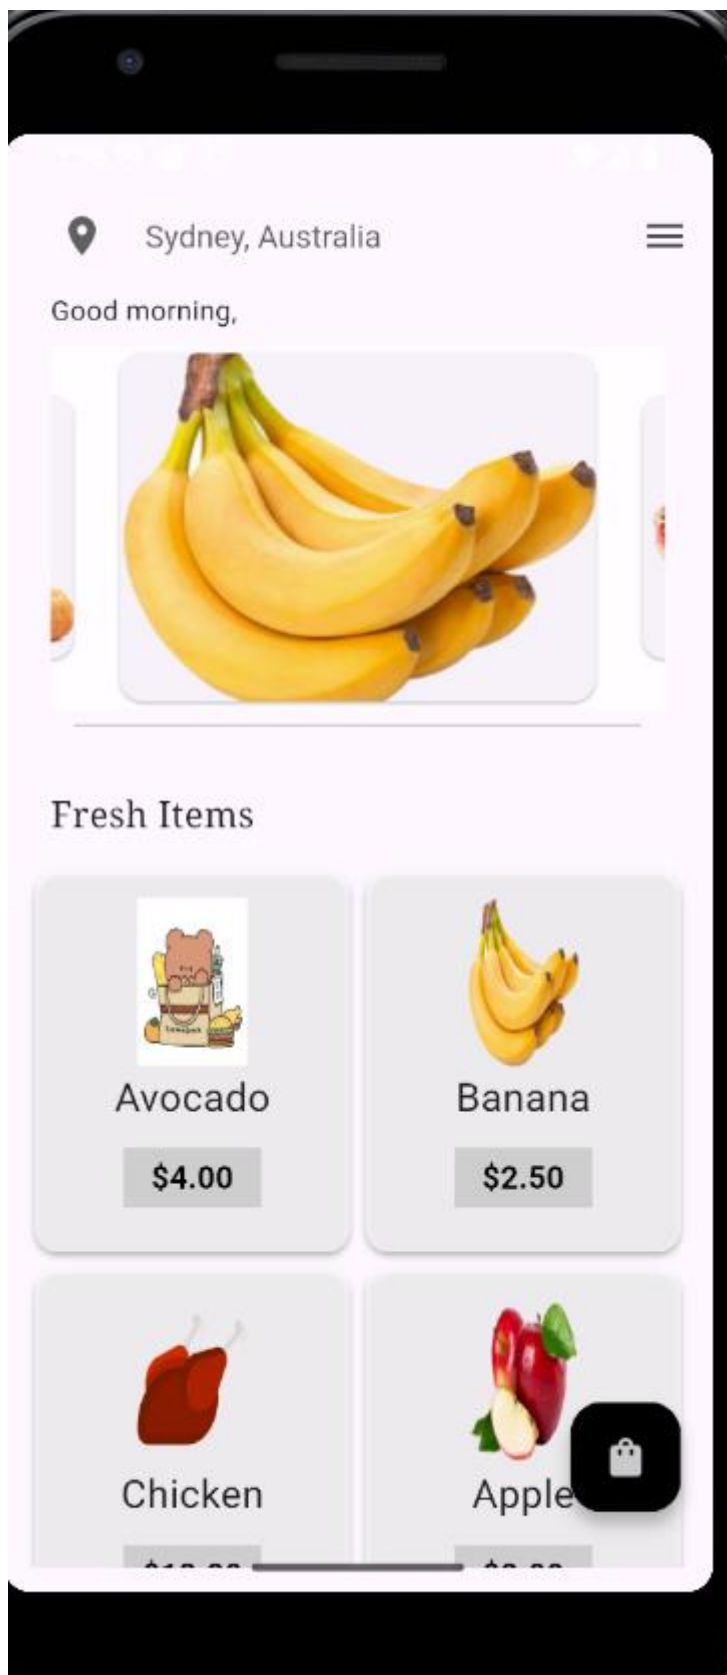 Sydney, Australia
Good morning,
Fresh Items
Avocado
Banana
$4.00
$2.50
Chicken
Apple